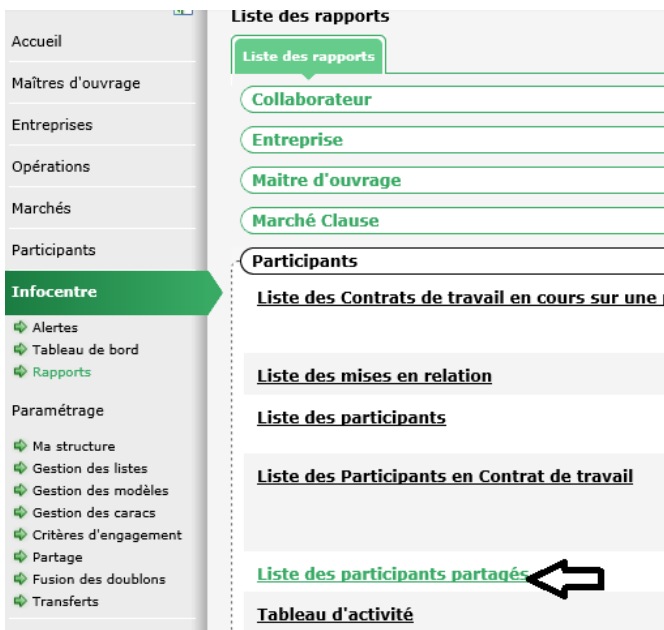 Accueil
Maîtres d'ouvrage
Entreprises
Opérations
Marchés
Participants
Infocentre
Alertes
Tableau de bord
Rapports
Paramétrage
Ma structure
Gestion des listes
Gestion des modèles
Gestion des caracs
Critères d'engagement
Partage
Fusion des doublons
Transferts
Liste des rapports
Liste des rapports
Collaborateur
Entreprise
Maitre d'ouvrage
Marché Clause
Participants
Liste des Contrats de travail en cours sur une
Liste des mises en relation
Liste des participants
Liste des Participants en Contrat de travail
Liste des participants partagés
Tableau d'activité